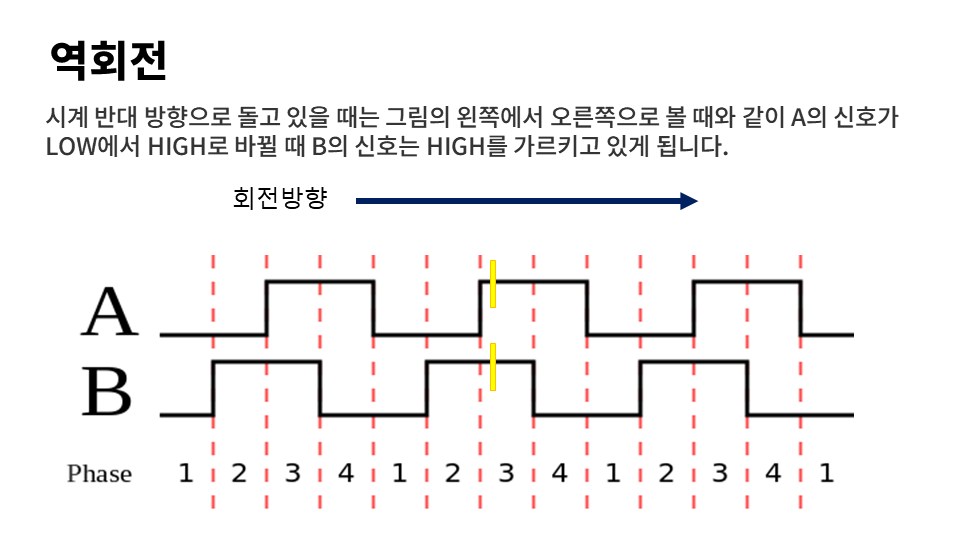 역회전
시계 반대 방향으로 돌고 있을 때는 그림의 왼쪽에서 오른쪽으로 볼 때와 같이 A의 신호가
LOW에서 HIGH로 바뀔 때 B의 신호는 HIGH를 가르키고 있게 됩니다.
회전방향
A
B
Phase 1 2 3 4 1 2 3 4 1 2 3 4 1